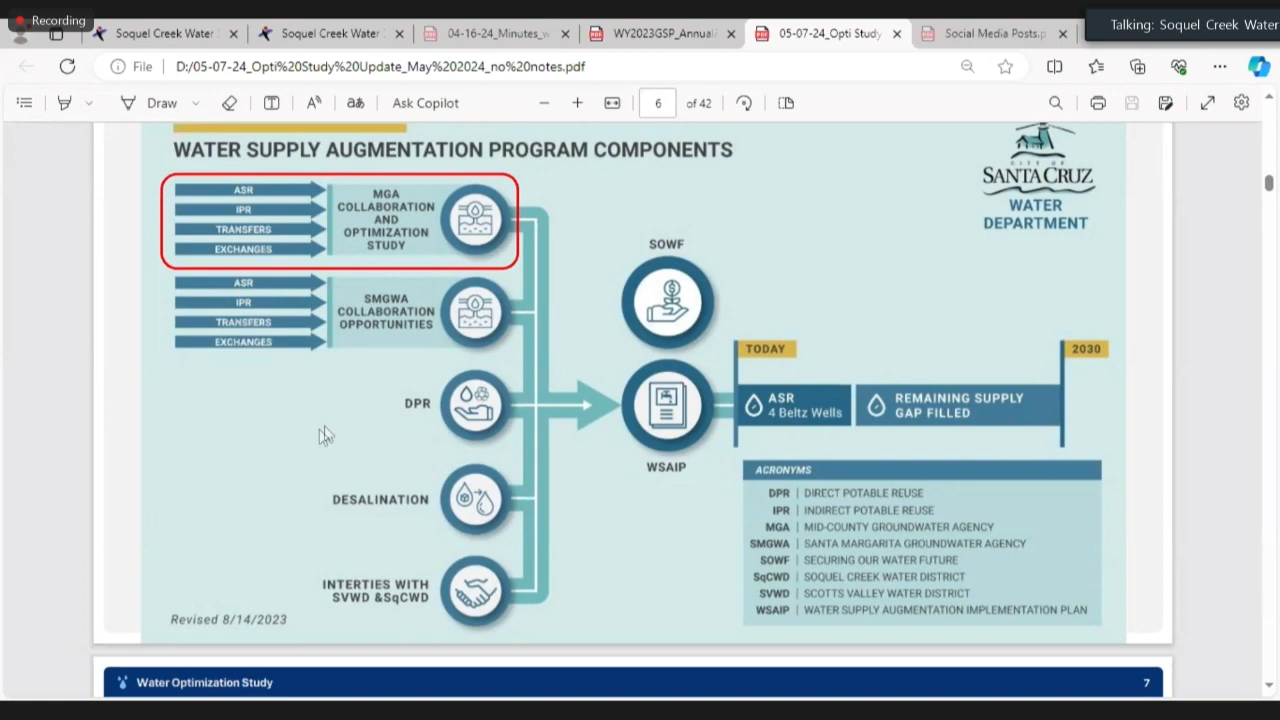 Recording
Talking: Soquel Creek Water
Soquel Creek Water
Soquel Creek Water
04-16-24_Minutes_w
WY2023GSP_Annual
05-07-24_Opti Study
Social Media Posts.p
File
D:/05-07-24_Opti%20Study%20Update_May%202024_no%20notes.pdf
Draw
Ask Copilot
6
of 42
WATER SUPPLY AUGMENTATION PROGRAM COMPONENTS
CITY OF
SANTA CRUZ
WATER
DEPARTMENT
ASR
IPR
TRANSFERS
EXCHANGES
MGA
COLLABORATION
AND
OPTIMIZATION
STUDY
ASR
IPR
TRANSFERS
EXCHANGES
SMGWA
COLLABORATION
OPPORTUNITIES
DPR
DESALINATION
INTERTIES WITH
SVWD &SqCWD
SOWF
WSAIP
TODAY
2030
ASR
4 Beltz Wells
REMAINING SUPPLY
GAP FILLED
ACRONYMS
DPR | DIRECT POTABLE REUSE
IPR | INDIRECT POTABLE REUSE
MGA | MID-COUNTY GROUNDWATER AGENCY
SMGWA | SANTA MARGARITA GROUNDWATER AGENCY
SOWF | SECURING OUR WATER FUTURE
SqCWD | SOQUEL CREEK WATER DISTRICT
SVWD | SCOTTS VALLEY WATER DISTRICT
WSAIP | WATER SUPPLY AUGMENTATION IMPLEMENTATION PLAN
Revised 8/14/2023
Water Optimization Study
7